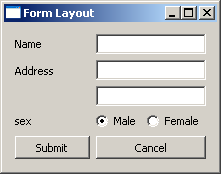 Form Layout
Name
Address
sex Male Female
Submit Cancel